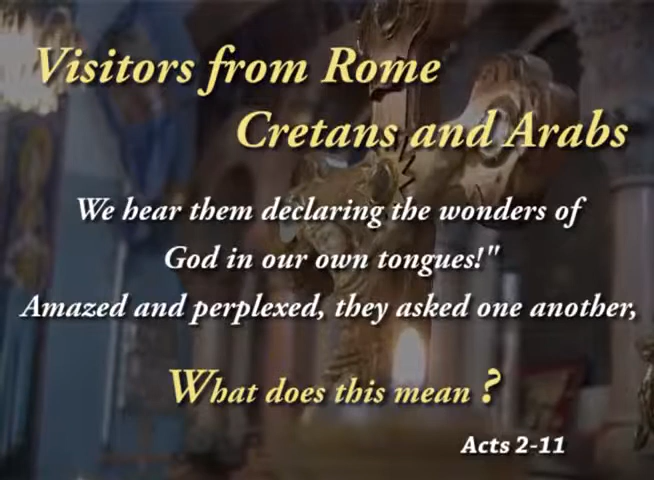 Visitors from Rome
Cretans and Arabs
We hear them declaring the wonders of
God in our own tongues!"
Amazed and perplexed, they asked one another,
What does this mean ?
Acts 2-11